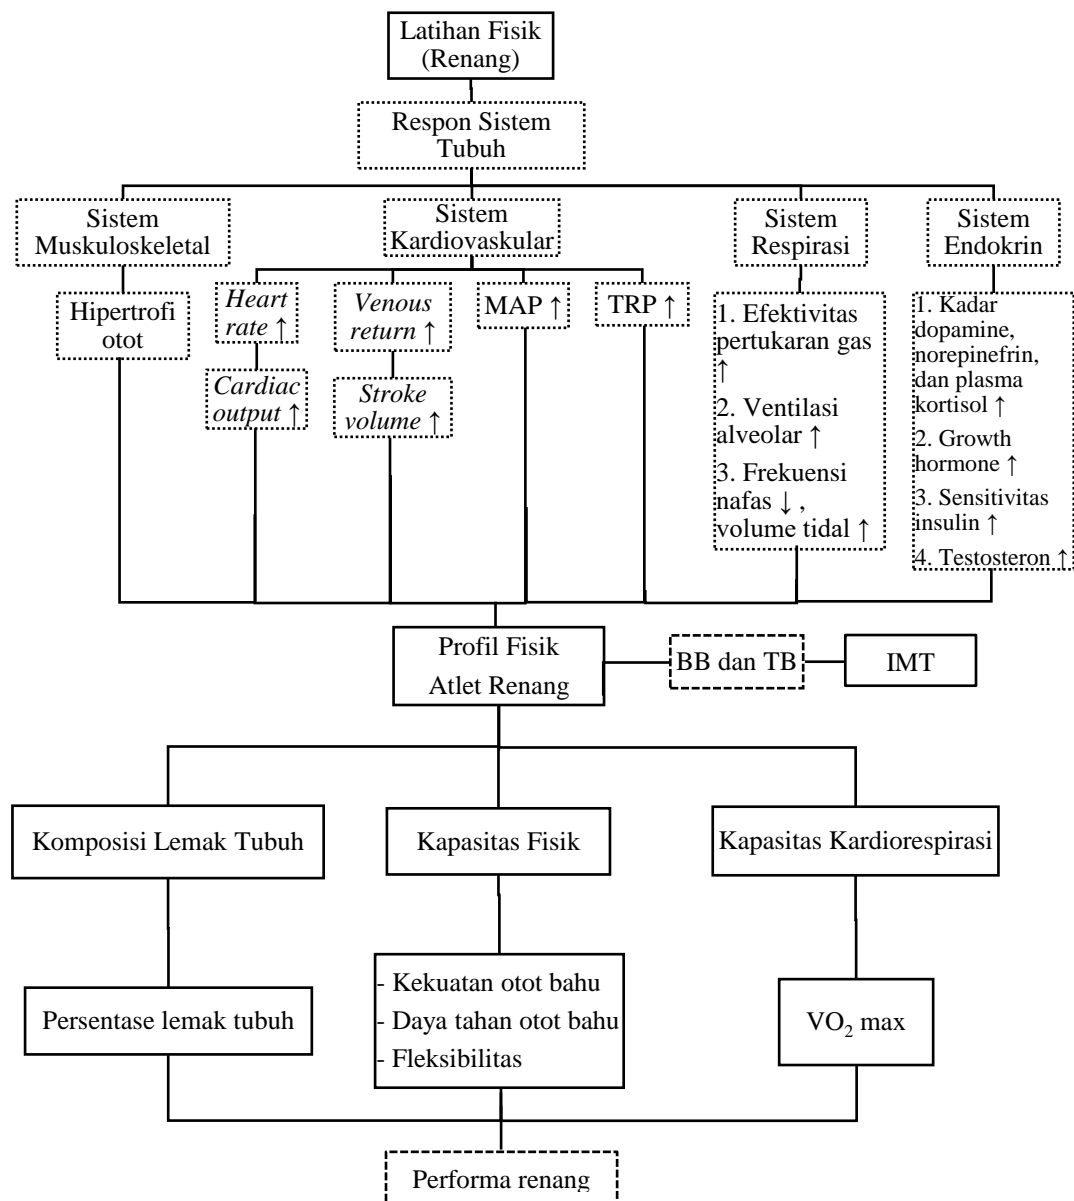 Latihan Fisik
(Renang)
Respon Sistem
Tubuh
Sistem
Muskuloskeletal
Sistem
Kardiovaskular
Sistem
Respirasi
Sistem
Endokrin
Hipertrofi
otot
Heart
rate ↑
Venous
return ↑
MAP ↑
TRP ↑
Cardiac
output ↑
Stroke
volume ↑
1. Efektivitas
pertukaran gas
↑
2. Ventilasi
alveolar ↑
3. Frekuensi
nafas ↓ ,
volume tidal ↑
1. Kadar
dopamine,
norepinefrin,
dan plasma
kortisol ↑
2. Growth
hormone ↑
3. Sensitivitas
insulin ↑
4. Testosteron ↑
Profil Fisik
Atlet Renang
BB dan TB
IMT
Komposisi Lemak Tubuh
Kapasitas Fisik
Kapasitas Kardiorespirasi
Persentase lemak tubuh
- Kekuatan otot bahu
- Daya tahan otot bahu
- Fleksibilitas
VO₂ max
Performa renang